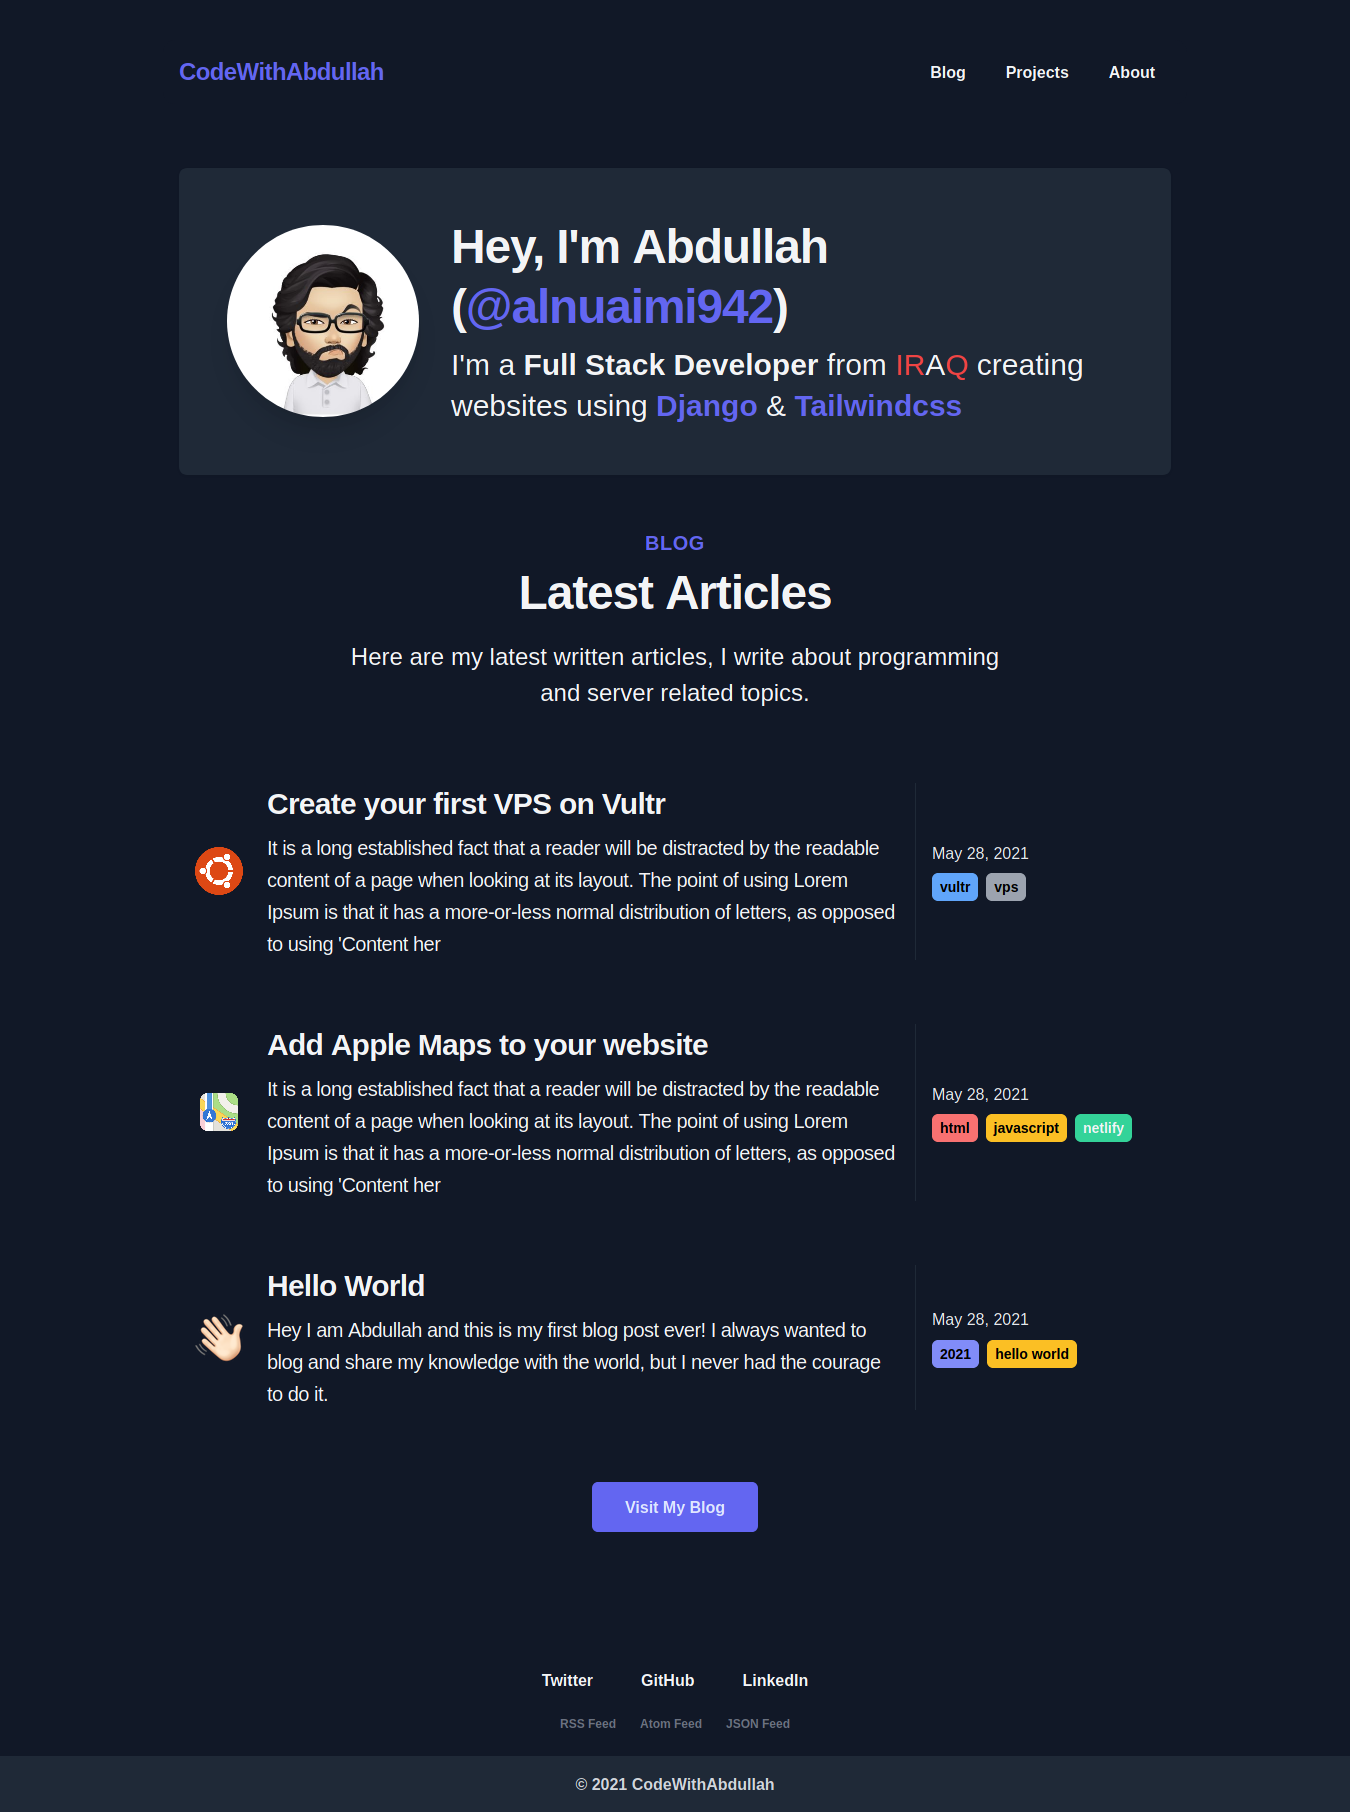 CodeWithAbdullah
Blog Projects About
Hey, I'm Abdullah
(@alnuaimi942)
I'm a Full Stack Developer from IRAQ creating
websites using Django & Tailwindcss
BLOG
Latest Articles
Here are my latest written articles, I write about programming
and server related topics.
Create your first VPS on Vultr
It is a long established fact that a reader will be distracted by the readable
content of a page when looking at its layout. The point of using Lorem
Ipsum is that it has a more-or-less normal distribution of letters, as opposed
to using 'Content her
May 28, 2021
vultr vps
Add Apple Maps to your website
It is a long established fact that a reader will be distracted by the readable
content of a page when looking at its layout. The point of using Lorem
Ipsum is that it has a more-or-less normal distribution of letters, as opposed
to using 'Content her
May 28, 2021
html javascript netlify
Hello World
Hey I am Abdullah and this is my first blog post ever! I always wanted to
blog and share my knowledge with the world, but I never had the courage
to do it.
May 28, 2021
2021 hello world
Visit My Blog
Twitter GitHub LinkedIn
RSS Feed Atom Feed JSON Feed
© 2021 CodeWithAbdullah